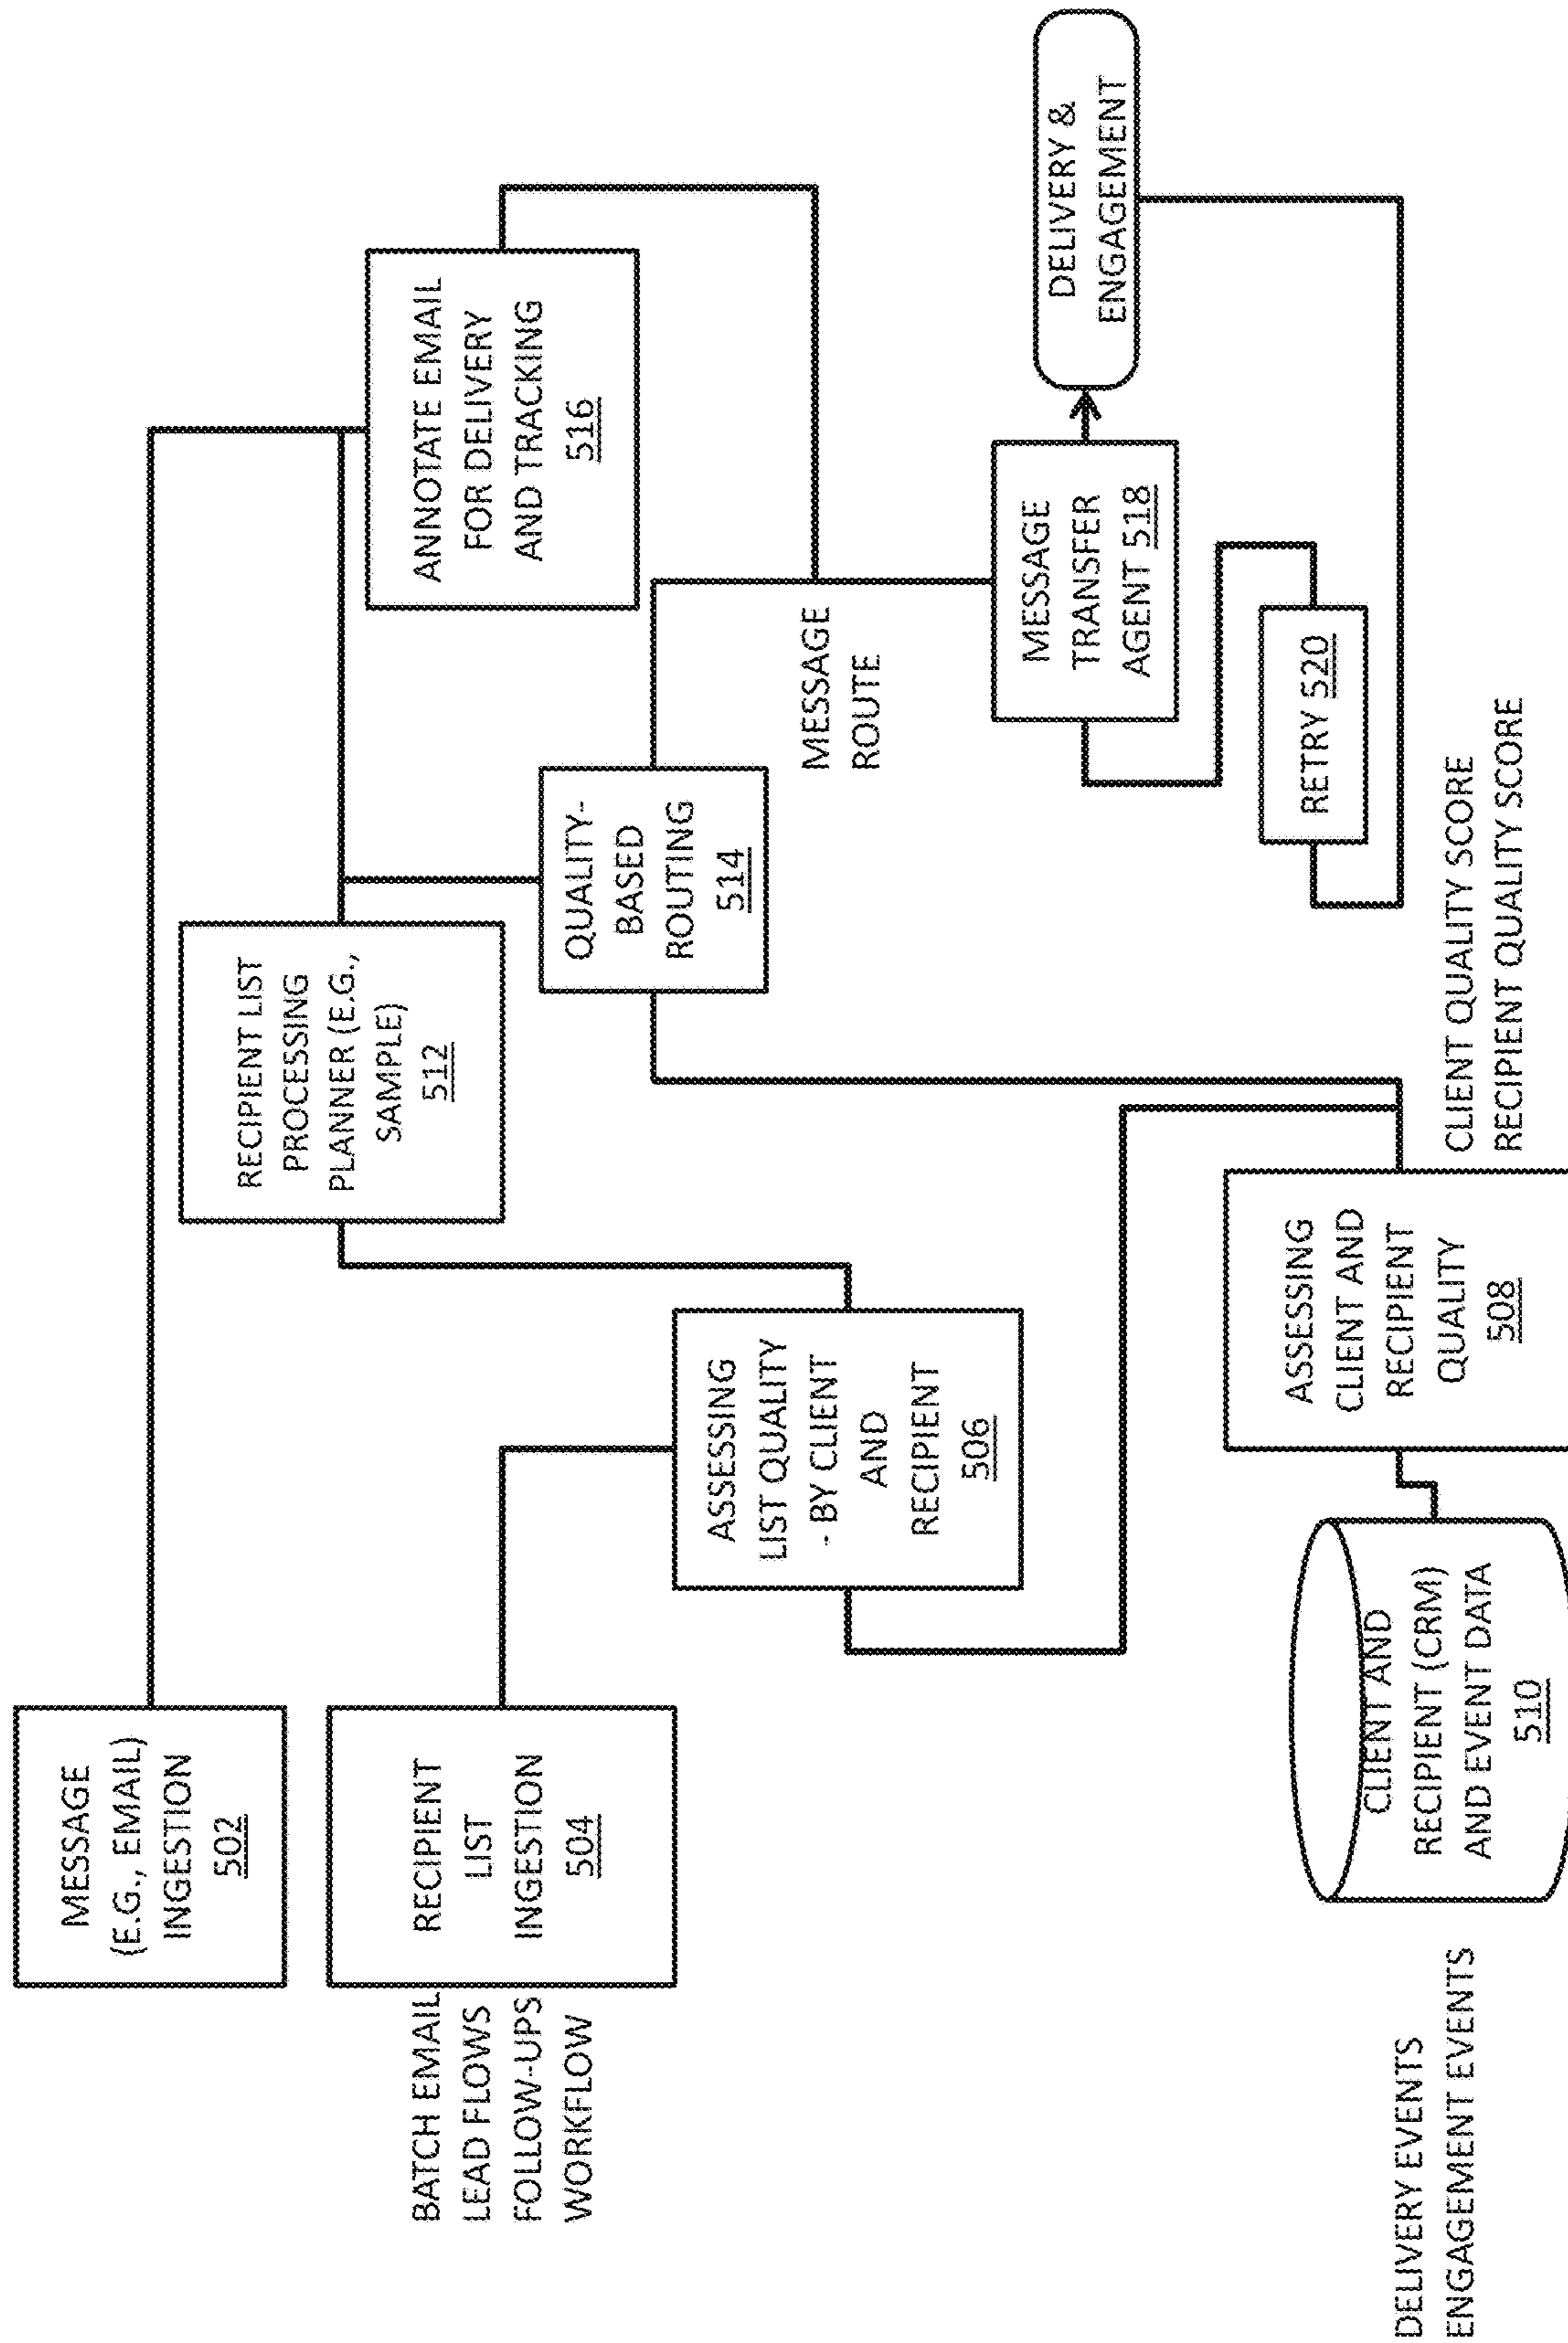 MESSAGE
(E.G., EMAIL)
INGESTION
502
BATCH EMAIL
LEAD FLOWS
FOLLOW-UPS
WORKFLOW
RECIPIENT
LIST
INGESTION
504
ASSESSING
LIST QUALITY
- BY CLIENT
AND
RECIPIENT
506
RECIPIENT LIST
PROCESSING
PLANNER (E.G.,
SAMPLE)
512
QUALITY-
BASED
ROUTING
514
ANNOTATE EMAIL
FOR DELIVERY
AND TRACKING
516
MESSAGE
ROUTE
MESSAGE
TRANSFER
AGENT 518
DELIVERY &
ENGAGEMENT
RETRY 520
DELIVERY EVENTS
ENGAGEMENT EVENTS
CLIENT AND
RECIPIENT (CRM)
AND EVENT DATA
510
ASSESSING
CLIENT AND
RECIPIENT
QUALITY
508
CLIENT QUALITY SCORE
RECIPIENT QUALITY SCORE